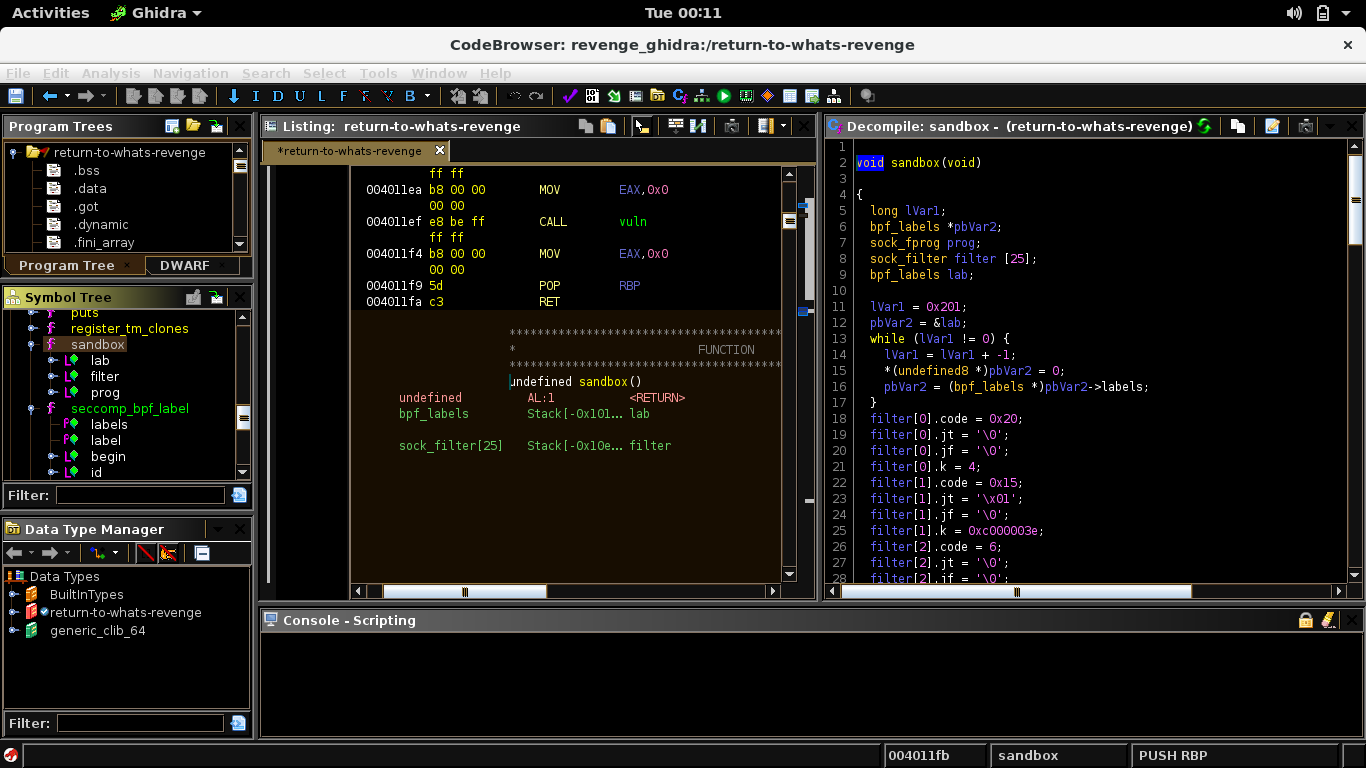 Activities Ghidra Tue 00:11
CodeBrowser: revenge_ghidra:/return-to-whats-revenge
File Edit Analysis Navigation Search Select Tools Window Help
I D U L F B
Program Trees
return-to-whats-revenge
.bss
.data
.got
.dynamic
.fini_array
Program Tree × DWARF ×
Symbol Tree
puts
register_tm_clones
sandbox
lab
filter
prog
seccomp_bpf_label
labels
label
begin
id
Filter:
Data Type Manager
Data Types
BuiltInTypes
return-to-whats-revenge
generic_clib_64
Filter:
Listing: return-to-whats-revenge
*return-to-whats-revenge
ff ff
004011ea b8 00 00 MOV EAX,0x0
00 00
004011ef e8 be ff CALL vuln
ff ff
004011f4 b8 00 00 MOV EAX,0x0
00 00
004011f9 5d POP RBP
004011fa c3 RET
***************************************
* FUNCTION
***************************************
undefined sandbox()
undefined AL:1 <RETURN>
bpf_labels Stack[-0x101... lab
sock_filter[25] Stack[-0x10e... filter
Decompile: sandbox - (return-to-whats-revenge)
1
2 void sandbox(void)
3
4 {
5 long lVar1;
6 bpf_labels *pbVar2;
7 sock_fprog prog;
8 sock_filter filter [25];
9 bpf_labels lab;
10
11 lVar1 = 0x201;
12 pbVar2 = &lab;
13 while (lVar1 != 0) {
14 lVar1 = lVar1 + -1;
15 *(undefined8 *)pbVar2 = 0;
16 pbVar2 = (bpf_labels *)pbVar2->labels;
17 }
18 filter[0].code = 0x20;
19 filter[0].jt = '\0';
20 filter[0].jf = '\0';
21 filter[0].k = 4;
22 filter[1].code = 0x15;
23 filter[1].jt = '\x01';
24 filter[1].jf = '\0';
25 filter[1].k = 0xc000003e;
26 filter[2].code = 6;
27 filter[2].jt = '\0';
28 filter[2].jf = '\0';
Console - Scripting
004011fb sandbox PUSH RBP